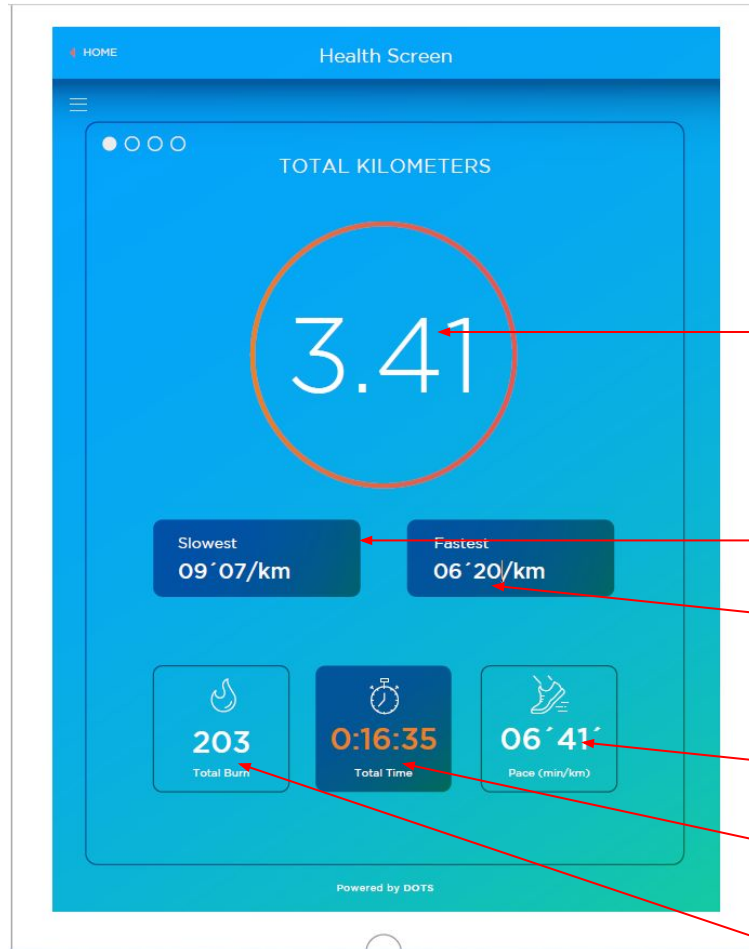 HOME
Health Screen
TOTAL KILOMETERS
3.41
Slowest
09´07/km
Fastest
06´20/km
203
Total Burn
0:16:35
Total Time
06´41´
Pace (min/km)
Powered by DOTS